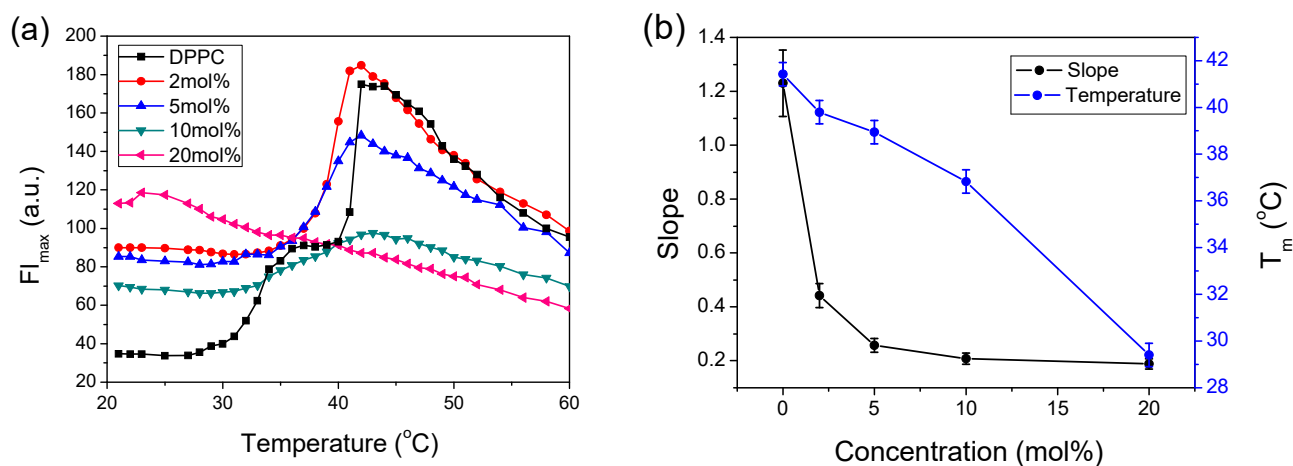 (a)
200
180
160
140
120
100
80
60
40
20
FI_max (a.u.)
DPPC
2mol%
5mol%
10mol%
20mol%
20 30 40 50 60
Temperature (°C)
(b)
1.4
1.2
1.0
0.8
0.6
0.4
0.2
Slope
Slope
Temperature
42
40
38
36
34
32
30
28
T_m (°C)
0 5 10 15 20
Concentration (mol%)